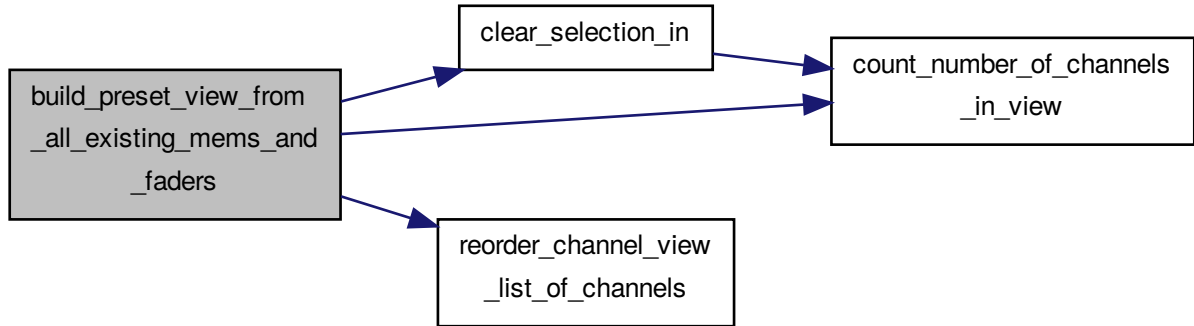 build_preset_view_from
_all_existing_mems_and
_faders
clear_selection_in
count_number_of_channels
_in_view
reorder_channel_view
_list_of_channels